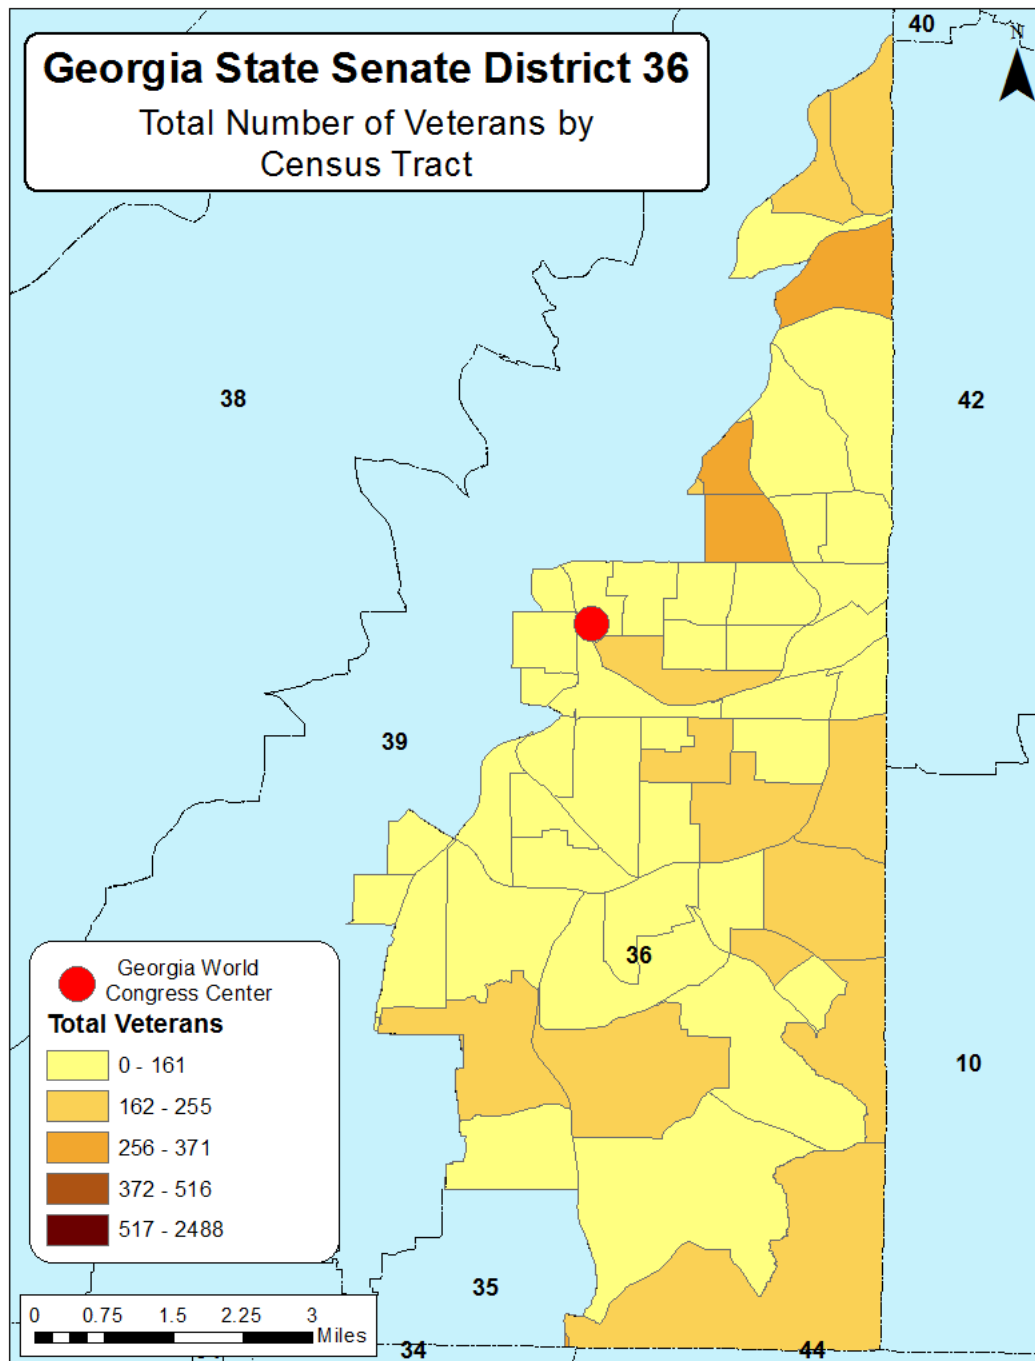 40
N
Georgia State Senate District 36
Total Number of Veterans by
Census Tract
38
42
39
36
10
Georgia World
Congress Center
Total Veterans
0 - 161
162 - 255
256 - 371
372 - 516
517 - 2488
35
0 0.75 1.5 2.25 3
Miles
34
44